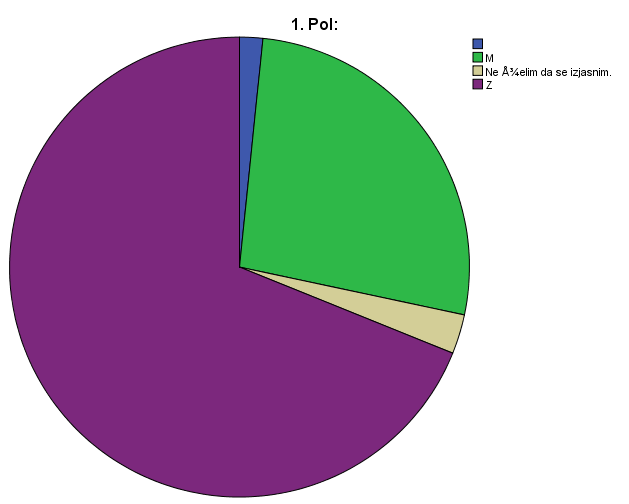 1. Pol:
M
Ne Å¾elim da se izjasnim.
Z